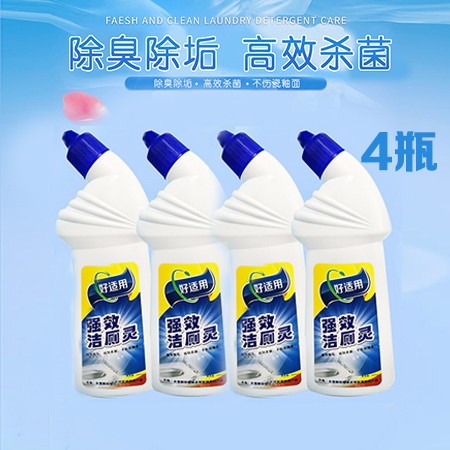 FAESH AND CLEAN LAUNDRY DETERGENT CARE
除臭除垢 高效杀菌
除臭除垢·高效杀菌·不伤瓷釉面
4瓶
好适用 好适用 好适用 好适用
强效 强效 强效 强效
洁厕灵 洁厕灵 洁厕灵 洁厕灵